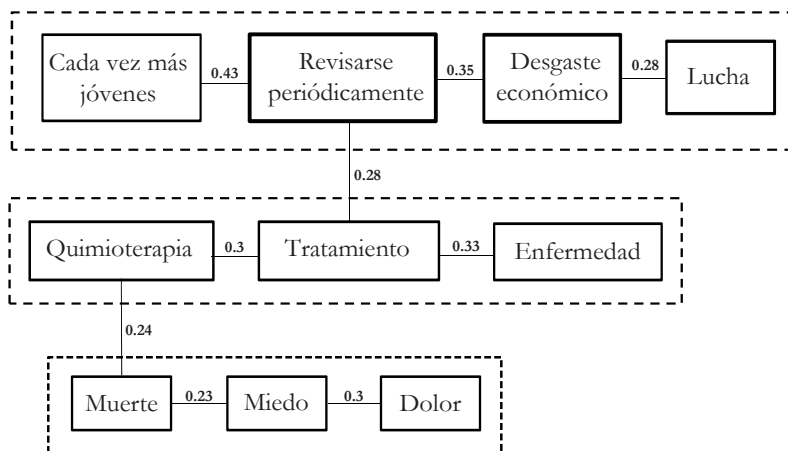 Cada vez más
jóvenes
0.43
Revisarse
periódicamente
0.35
Desgaste
económico
0.28
Lucha
0.28
Quimioterapia
0.3
Tratamiento
0.33
Enfermedad
0.24
Muerte
0.23
Miedo
0.3
Dolor